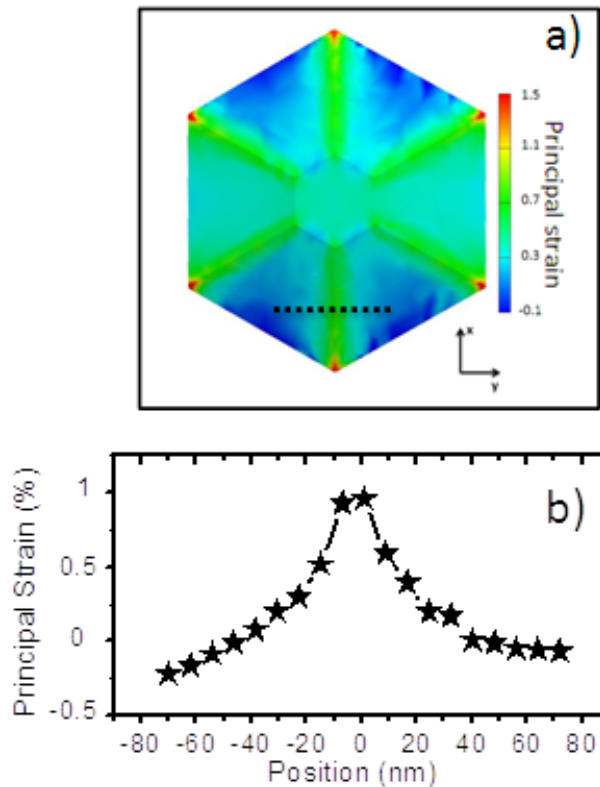 a)
1.5
1.1
0.7
0.3
-0.1
Principal strain
x
y
b)
Principal Strain (%)
1
0.5
0
-0.5
-80 -60 -40 -20 0 20 40 60 80
Position (nm)